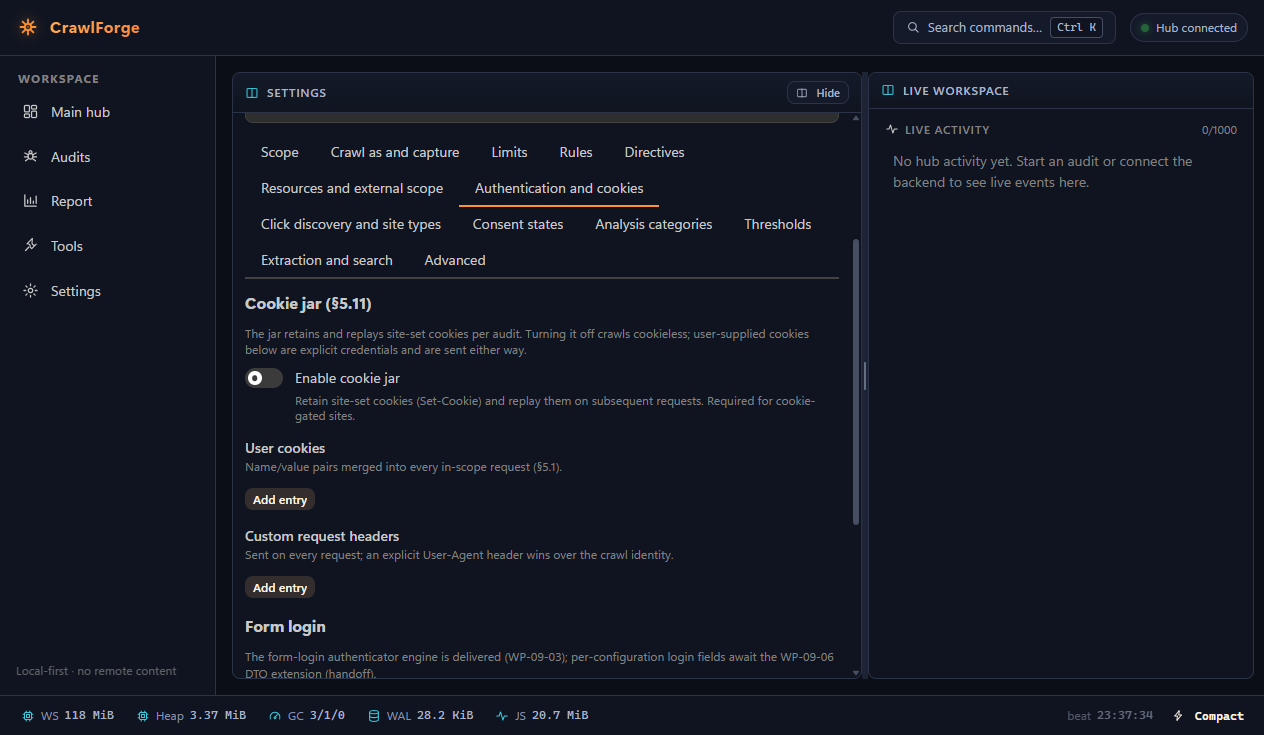 CrawlForge
Search commands... Ctrl K
Hub connected
WORKSPACE
Main hub
Audits
Report
Tools
Settings
Local-first · no remote content
SETTINGS
Hide
Scope Crawl as and capture Limits Rules Directives
Resources and external scope Authentication and cookies
Click discovery and site types Consent states Analysis categories Thresholds
Extraction and search Advanced
Cookie jar (§5.11)
The jar retains and replays site-set cookies per audit. Turning it off crawls cookieless; user-supplied cookies
below are explicit credentials and are sent either way.
Enable cookie jar
Retain site-set cookies (Set-Cookie) and replay them on subsequent requests. Required for cookie-
gated sites.
User cookies
Name/value pairs merged into every in-scope request (§5.1).
Add entry
Custom request headers
Sent on every request; an explicit User-Agent header wins over the crawl identity.
Add entry
Form login
The form-login authenticator engine is delivered (WP-09-03); per-configuration login fields await the WP-09-06
DTO extension (handoff).
LIVE WORKSPACE
LIVE ACTIVITY 0/1000
No hub activity yet. Start an audit or connect the
backend to see live events here.
WS 118 MiB Heap 3.37 MiB GC 3/1/0 WAL 28.2 KiB JS 20.7 MiB beat 23:37:34 Compact